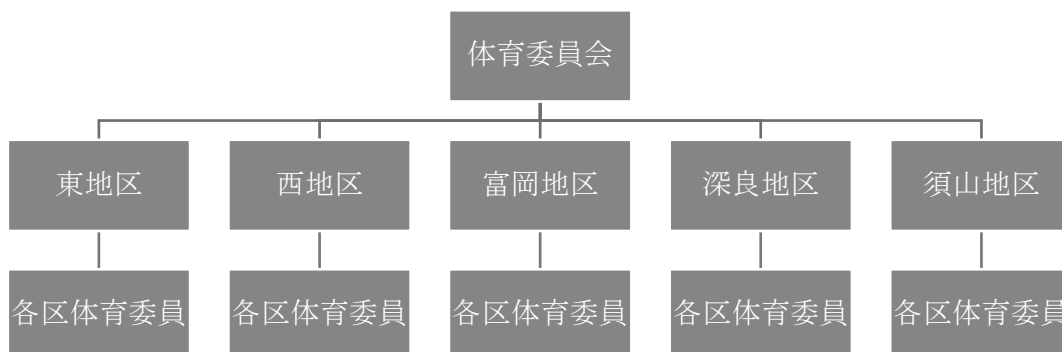 体育委員会
東地区
西地区
富岡地区
深良地区
須山地区
各区体育委員
各区体育委員
各区体育委員
各区体育委員
各区体育委員